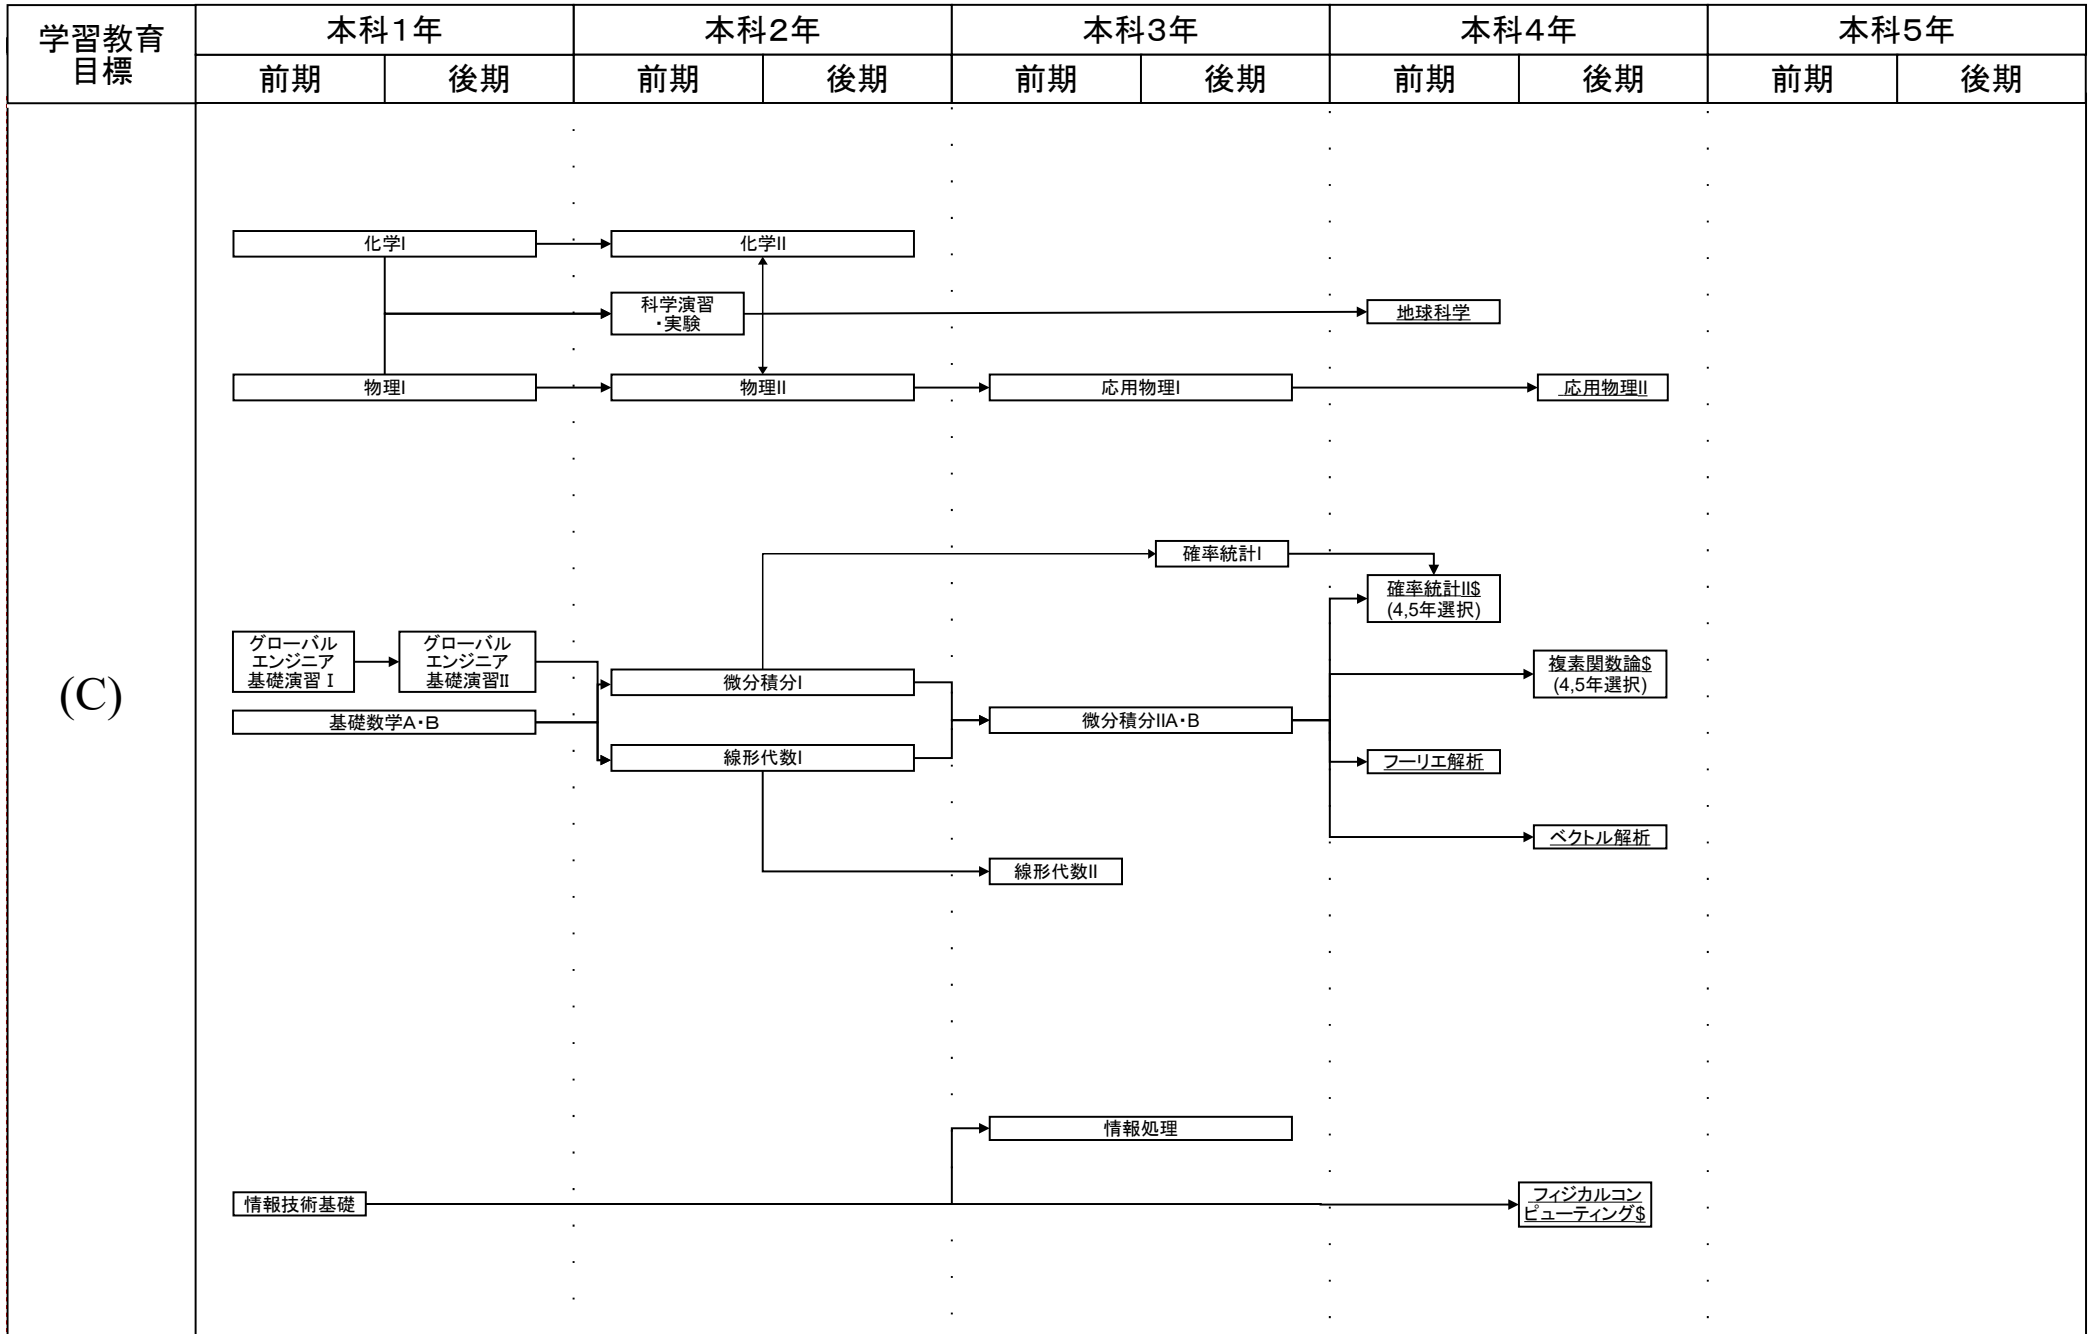 学習教育
目標
本科1年
本科2年
本科3年
本科4年
本科5年
前期
後期
前期
後期
前期
後期
前期
後期
前期
後期
(C)
化学I
化学II
科学演習
・実験
地球科学
物理I
物理II
応用物理I
応用物理II
確率統計I
確率統計II$
(4,5年選択)
グローバル
エンジニア
基礎演習Ⅰ
グローバル
エンジニア
基礎演習II
微分積分I
複素関数論$
(4,5年選択)
基礎数学A・B
微分積分IIA・B
線形代数I
フーリエ解析
ベクトル解析
線形代数II
情報処理
情報技術基礎
フィジカルコン
ピューティング$